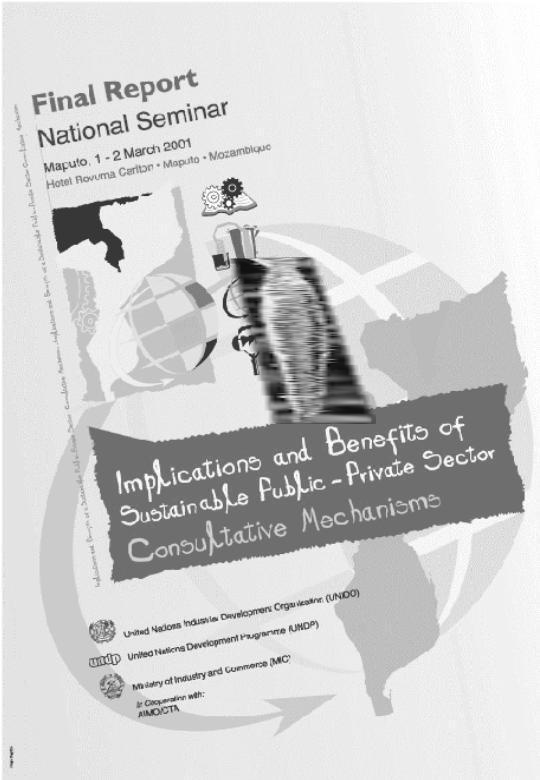 Final Report
National Seminar
Maputo, 1 - 2 March 2001
Hotel Rovuma Carlton • Maputo • Mozambique
Implications and Benefits of
Sustainable Public - Private Sector
Consultative Mechanisms
United Nations Industrial Development Organization (UNIDO)
undp United Nations Development Programme (UNDP)
Ministry of Industry and Commerce (MIC)
In Cooperation with:
AIMO/CTA